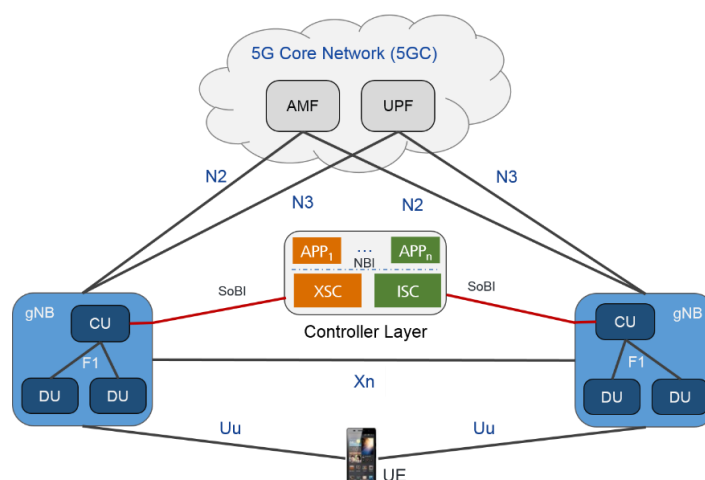 5G Core Network (5GC)
AMF
UPF
N2
N3
N3
N2
APP1
...
APPn
NBI
SoBI
XSC
ISC
SoBI
Controller Layer
gNB
CU
F1
DU
DU
gNB
CU
F1
DU
DU
Xn
Uu
Uu
UE